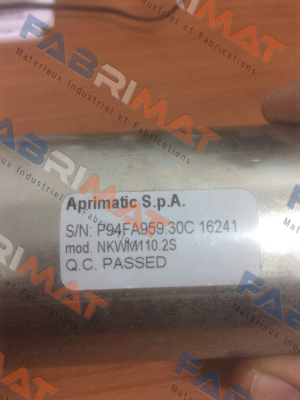 FABRIMAT
Materiaux Industriel et Fabrications
Aprimatic S.p.A.
S/N: P94FA959.30C 16241
mod. NKWM110.2S
Q.C. PASSED